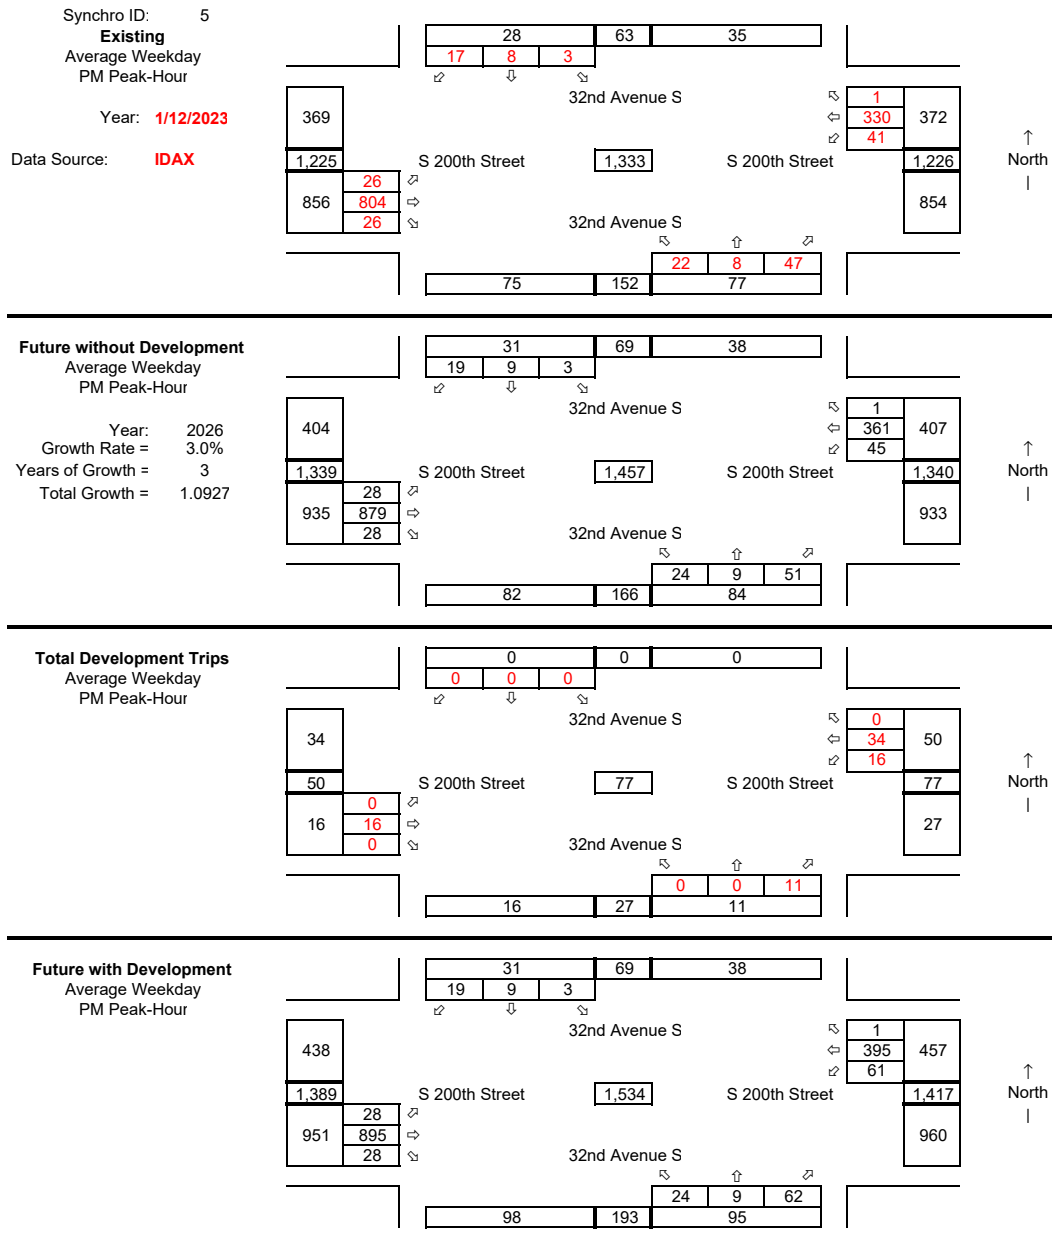 Synchro ID: 5
Existing
Average Weekday
PM Peak-Hour
Year: 1/12/2023
Data Source: IDAX
28 63 35
17 8 3
⬃ ⇩ ⬂
32nd Avenue S
369
⬁ 1
⇦ 330 372
⬃ 41
1,225 S 200th Street 1,333 S 200th Street 1,226
↑
North
|
26 ⬀
856 804 ⇨
26 ⬂
854
32nd Avenue S
⬁ ⇧ ⬀
22 8 47
75 152 77
Future without Development
Average Weekday
PM Peak-Hour
Year: 2026
Growth Rate = 3.0%
Years of Growth = 3
Total Growth = 1.0927
31 69 38
19 9 3
⬃ ⇩ ⬂
32nd Avenue S
404
⬁ 1
⇦ 361 407
⬃ 45
1,339 S 200th Street 1,457 S 200th Street 1,340
↑
North
|
28 ⬀
935 879 ⇨
28 ⬂
933
32nd Avenue S
⬁ ⇧ ⬀
24 9 51
82 166 84
Total Development Trips
Average Weekday
PM Peak-Hour
0 0 0
0 0 0
⬃ ⇩ ⬂
32nd Avenue S
34
⬁ 0
⇦ 34 50
⬃ 16
50 S 200th Street 77 S 200th Street 77
↑
North
|
0 ⬀
16 16 ⇨
0 ⬂
27
32nd Avenue S
⬁ ⇧ ⬀
0 0 11
16 27 11
Future with Development
Average Weekday
PM Peak-Hour
31 69 38
19 9 3
⬃ ⇩ ⬂
32nd Avenue S
438
⬁ 1
⇦ 395 457
⬃ 61
1,389 S 200th Street 1,534 S 200th Street 1,417
↑
North
|
28 ⬀
951 895 ⇨
28 ⬂
960
32nd Avenue S
⬁ ⇧ ⬀
24 9 62
98 193 95